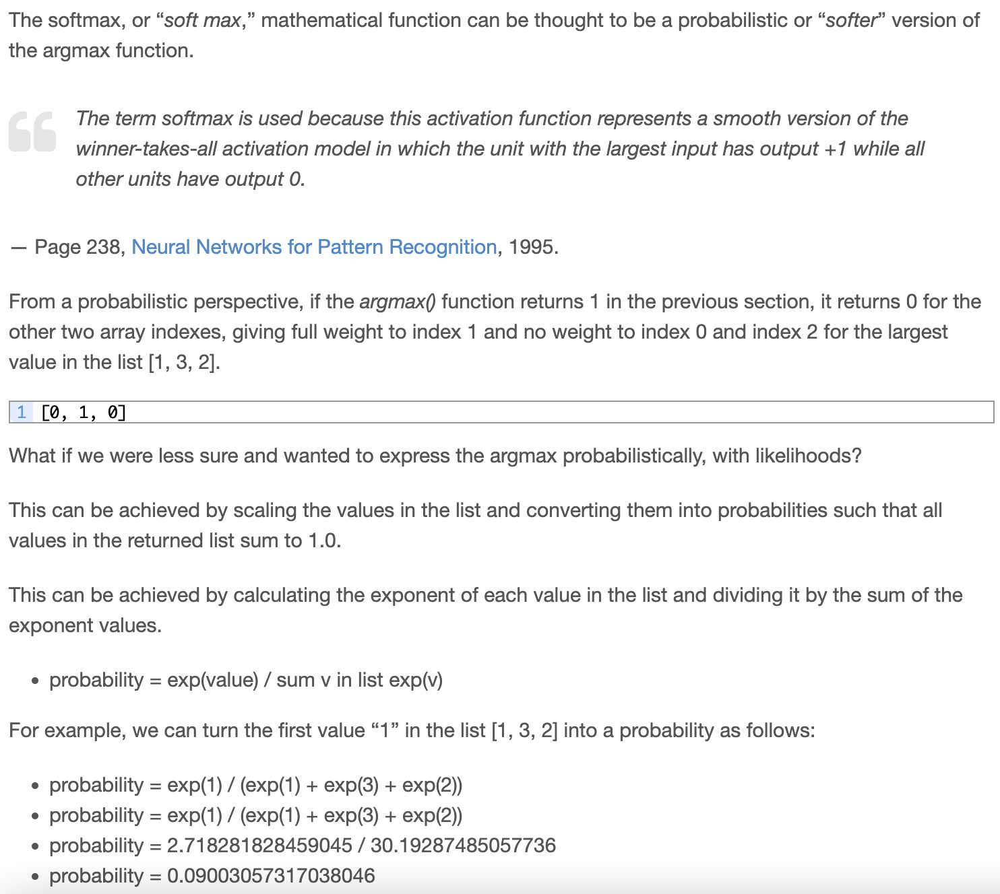 The softmax, or “soft max,” mathematical function can be thought to be a probabilistic or “softer” version of
the argmax function.
The term softmax is used because this activation function represents a smooth version of the
winner-takes-all activation model in which the unit with the largest input has output +1 while all
other units have output 0.
— Page 238, Neural Networks for Pattern Recognition, 1995.
From a probabilistic perspective, if the argmax() function returns 1 in the previous section, it returns 0 for the
other two array indexes, giving full weight to index 1 and no weight to index 0 and index 2 for the largest
value in the list [1, 3, 2].
1 [0, 1, 0]
What if we were less sure and wanted to express the argmax probabilistically, with likelihoods?
This can be achieved by scaling the values in the list and converting them into probabilities such that all
values in the returned list sum to 1.0.
This can be achieved by calculating the exponent of each value in the list and dividing it by the sum of the
exponent values.
• probability = exp(value) / sum v in list exp(v)
For example, we can turn the first value “1” in the list [1, 3, 2] into a probability as follows:
• probability = exp(1) / (exp(1) + exp(3) + exp(2))
• probability = exp(1) / (exp(1) + exp(3) + exp(2))
• probability = 2.718281828459045 / 30.19287485057736
• probability = 0.09003057317038046